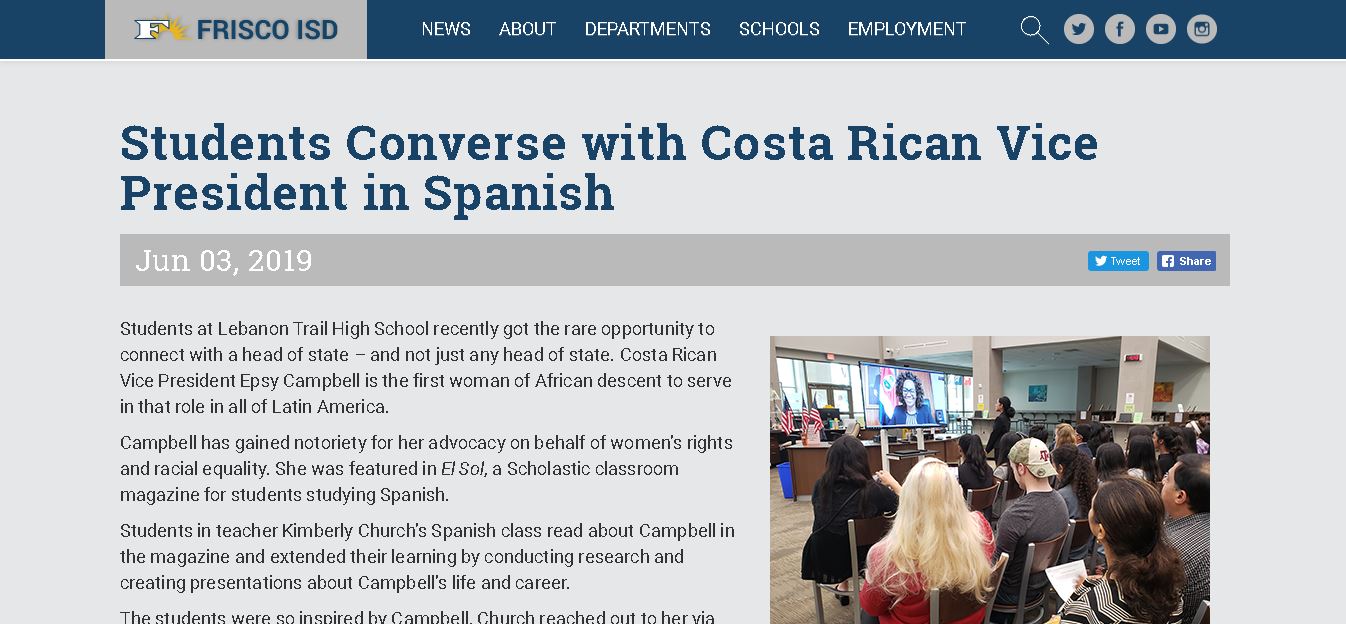 FRISCO ISD
NEWS ABOUT DEPARTMENTS SCHOOLS EMPLOYMENT
Students Converse with Costa Rican Vice
President in Spanish
Jun 03, 2019
Tweet
Share
Students at Lebanon Trail High School recently got the rare opportunity to
connect with a head of state – and not just any head of state. Costa Rican
Vice President Epsy Campbell is the first woman of African descent to serve
in that role in all of Latin America.
Campbell has gained notoriety for her advocacy on behalf of women's rights
and racial equality. She was featured in El Sol, a Scholastic classroom
magazine for students studying Spanish.
Students in teacher Kimberly Church's Spanish class read about Campbell in
the magazine and extended their learning by conducting research and
creating presentations about Campbell's life and career.
The students were so inspired by Campbell, Church reached out to her via